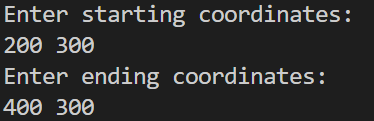 Enter starting coordinates:
200 300
Enter ending coordinates:
400 300